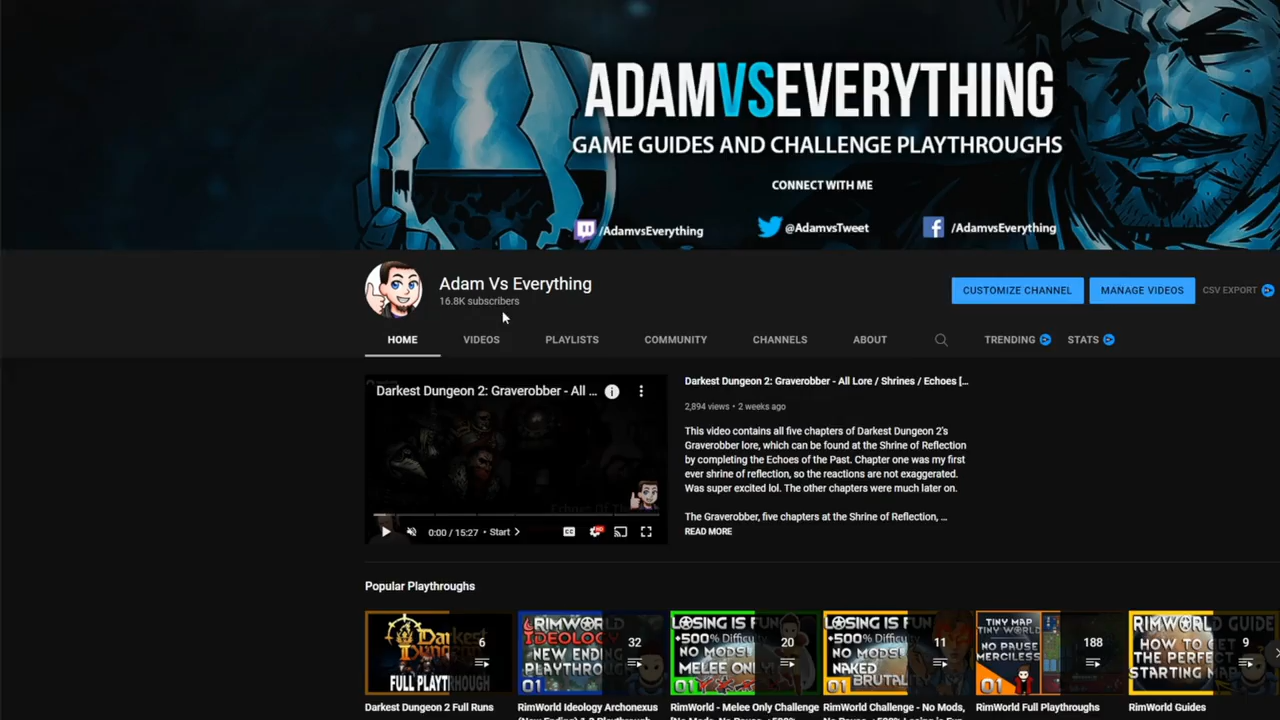 ADAMVSEVERYTHING
GAME GUIDES AND CHALLENGE PLAYTHROUGHS
CONNECT WITH ME
/AdamvsEverything
@AdamvsTweet
/AdamvsEverything
Adam Vs Everything
16.8K subscribers
CUSTOMIZE CHANNEL
MANAGE VIDEOS
CSV EXPORT
HOME
VIDEOS
PLAYLISTS
COMMUNITY
CHANNELS
ABOUT
TRENDING
STATS
Darkest Dungeon 2: Graverobber - All ...
0:00 / 15:27 • Start
CC
HD
Darkest Dungeon 2: Graverobber - All Lore / Shrines / Echoes [...
2,894 views • 2 weeks ago
This video contains all five chapters of Darkest Dungeon 2's
Graverobber lore, which can be found at the Shrine of Reflection
by completing the Echoes of the Past. Chapter one was my first
ever shrine of reflection, so the reactions are not exaggerated.
Was super excited lol. The other chapters were much later on.
The Graverobber, five chapters at the Shrine of Reflection, ...
READ MORE
Popular Playthroughs
FULL
6
Darkest Dungeon 2 Full Runs
RIMWORLD
IDEOLOGY
NEW ENDING
01
32
RimWorld Ideology Archonexus
LOSING IS FUN
+500% Difficu
NO MODS!
MELEE ONLY
01
20
RimWorld - Melee Only Challenge
LOSING IS FUN
+500% Difficu
NO MODS!
NAKED
BRUTALITY
01
11
RimWorld Challenge - No Mods,
TINY MAP
TINY WORLD
NO PAUSE
MERCILESS
01
188
RimWorld Full Playthroughs
RIMWORLD GUIDE
HOW TO GET
THE PERFECT
STARTING MAP
9
RimWorld Guides